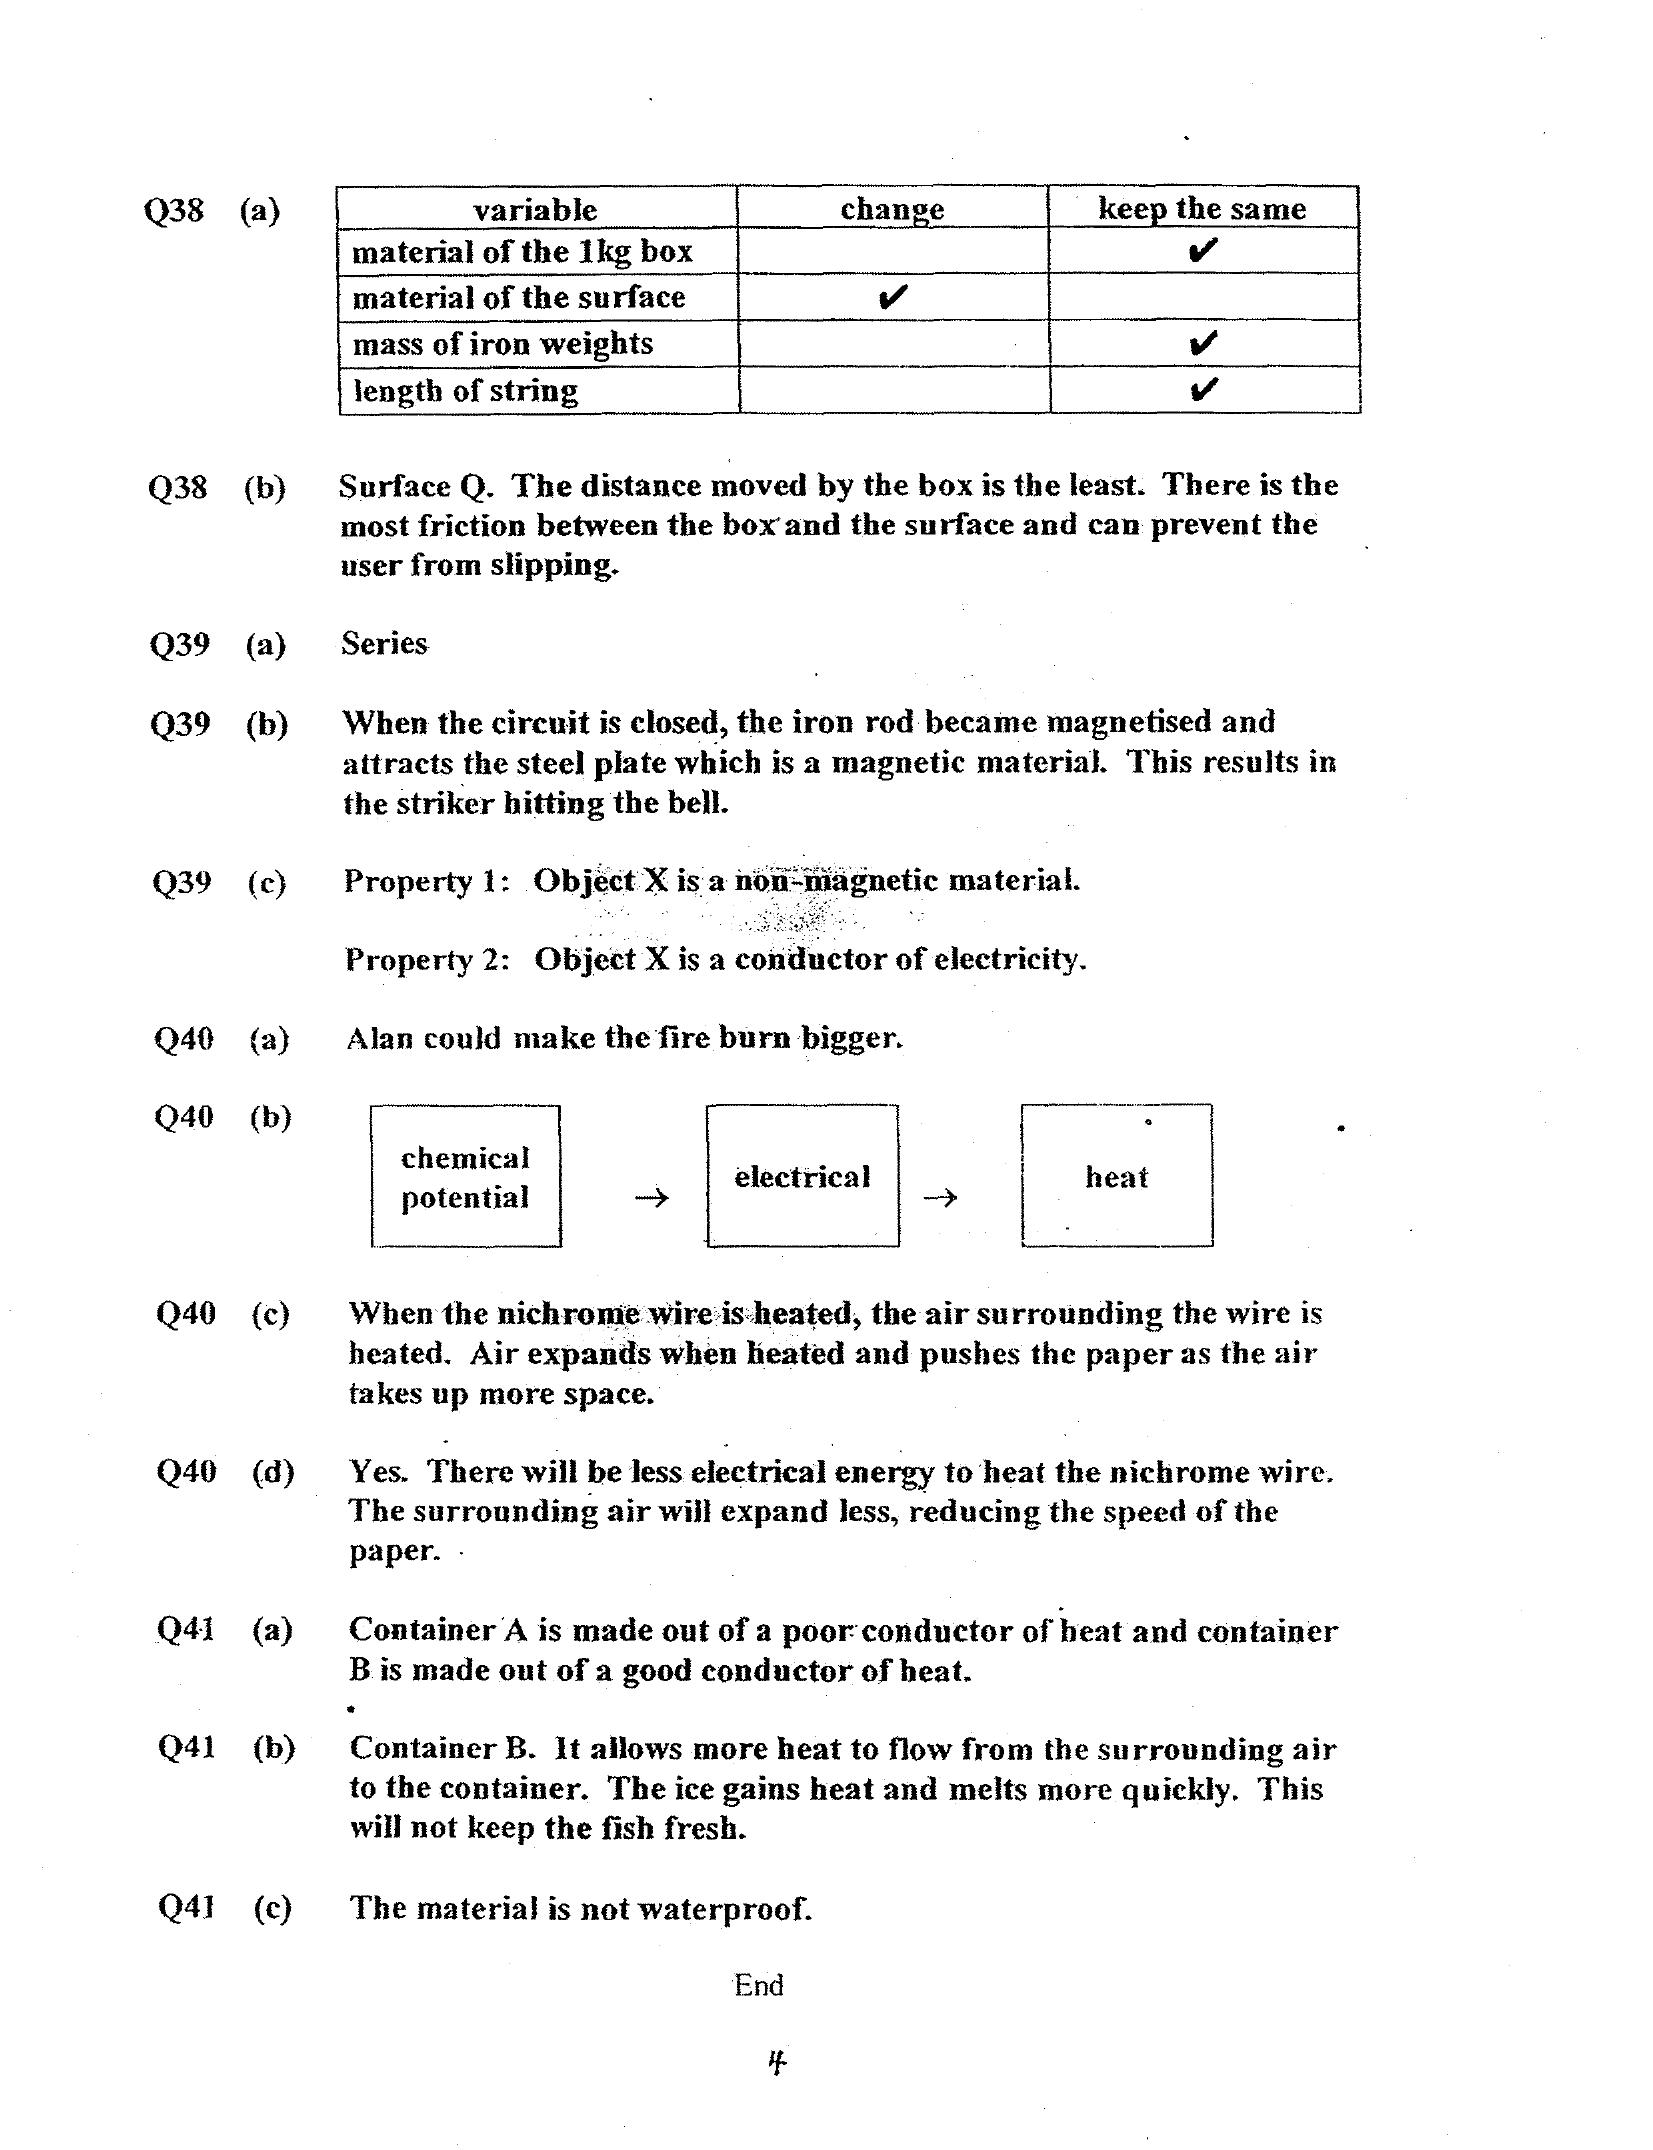 Q38 (a) variable change keep the same
material of the 1kg box ✔
material of the surface ✔
mass of iron weights ✔
length of string ✔
Q38 (b) Surface Q. The distance moved by the box is the least. There is the
most friction between the box and the surface and can prevent the
user from slipping.
Q39 (a) Series
Q39 (b) When the circuit is closed, the iron rod became magnetised and
attracts the steel plate which is a magnetic material. This results in
the striker hitting the bell.
Q39 (c) Property 1: Object X is a non-magnetic material.
Property 2: Object X is a conductor of electricity.
Q40 (a) Alan could make the fire burn bigger.
Q40 (b) chemical
potential → electrical → heat
Q40 (c) When the nichrome wire is heated, the air surrounding the wire is
heated. Air expands when heated and pushes the paper as the air
takes up more space.
Q40 (d) Yes. There will be less electrical energy to heat the nichrome wire.
The surrounding air will expand less, reducing the speed of the
paper.
Q41 (a) Container A is made out of a poor conductor of heat and container
B is made out of a good conductor of heat.
Q41 (b) Container B. It allows more heat to flow from the surrounding air
to the container. The ice gains heat and melts more quickly. This
will not keep the fish fresh.
Q41 (c) The material is not waterproof.
End
4